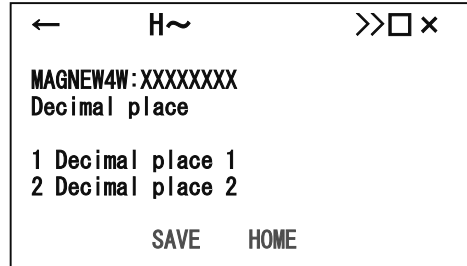 ← H～ >>□ ×
MAGNEW4W:XXXXXXXX
Decimal place
1 Decimal place 1
2 Decimal place 2
SAVE HOME